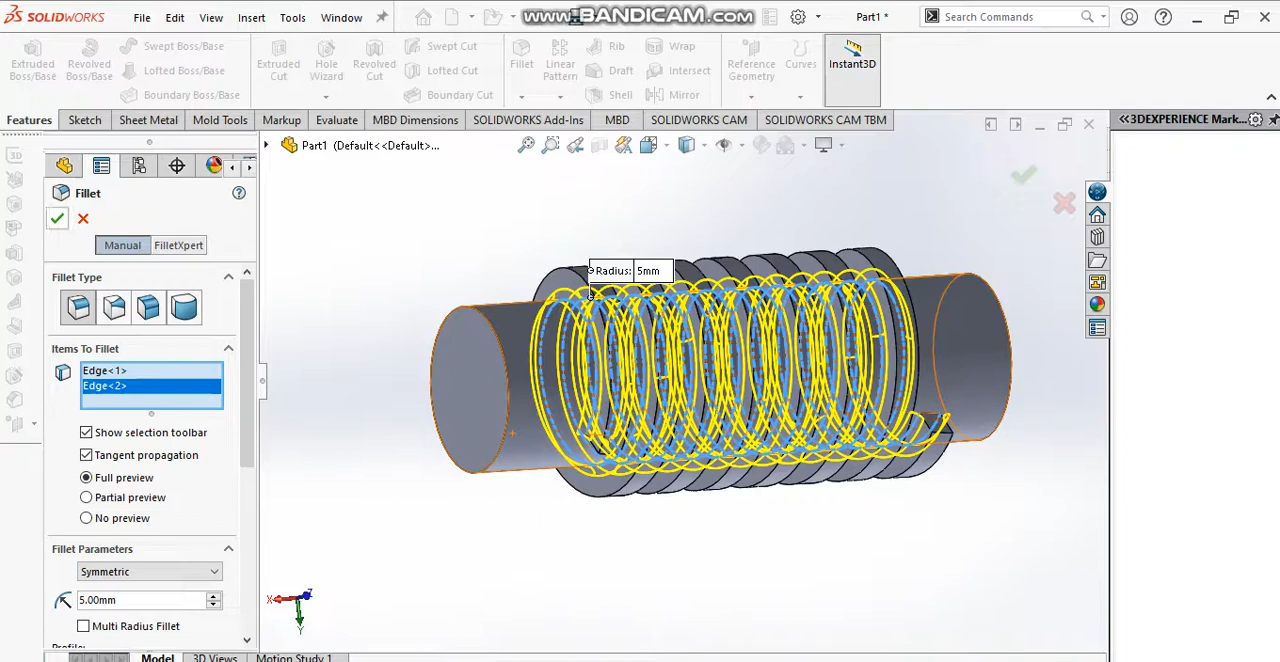 SOLIDWORKS File Edit View Insert Tools Window www.BANDICAM.com Part1 * Search Commands
Extruded Boss/Base
Revolved Boss/Base
Swept Boss/Base
Lofted Boss/Base
Boundary Boss/Base
Extruded Cut
Hole Wizard
Revolved Cut
Swept Cut
Lofted Cut
Boundary Cut
Fillet
Linear Pattern
Rib
Draft
Shell
Wrap
Intersect
Mirror
Reference Geometry
Curves
Instant3D
Features Sketch Sheet Metal Mold Tools Markup Evaluate MBD Dimensions SOLIDWORKS Add-Ins MBD SOLIDWORKS CAM SOLIDWORKS CAM TBM
<<3DEXPERIENCE Mark...
Part1 (Default<<Default>...
Fillet
Manual FilletXpert
Fillet Type
Items To Fillet
Edge<1>
Edge<2>
Show selection toolbar
Tangent propagation
Full preview
Partial preview
No preview
Fillet Parameters
Symmetric
5.00mm
Multi Radius Fillet
Profile:
Radius: 5mm
X
Y
Z
Model 3D Views Motion Study 1